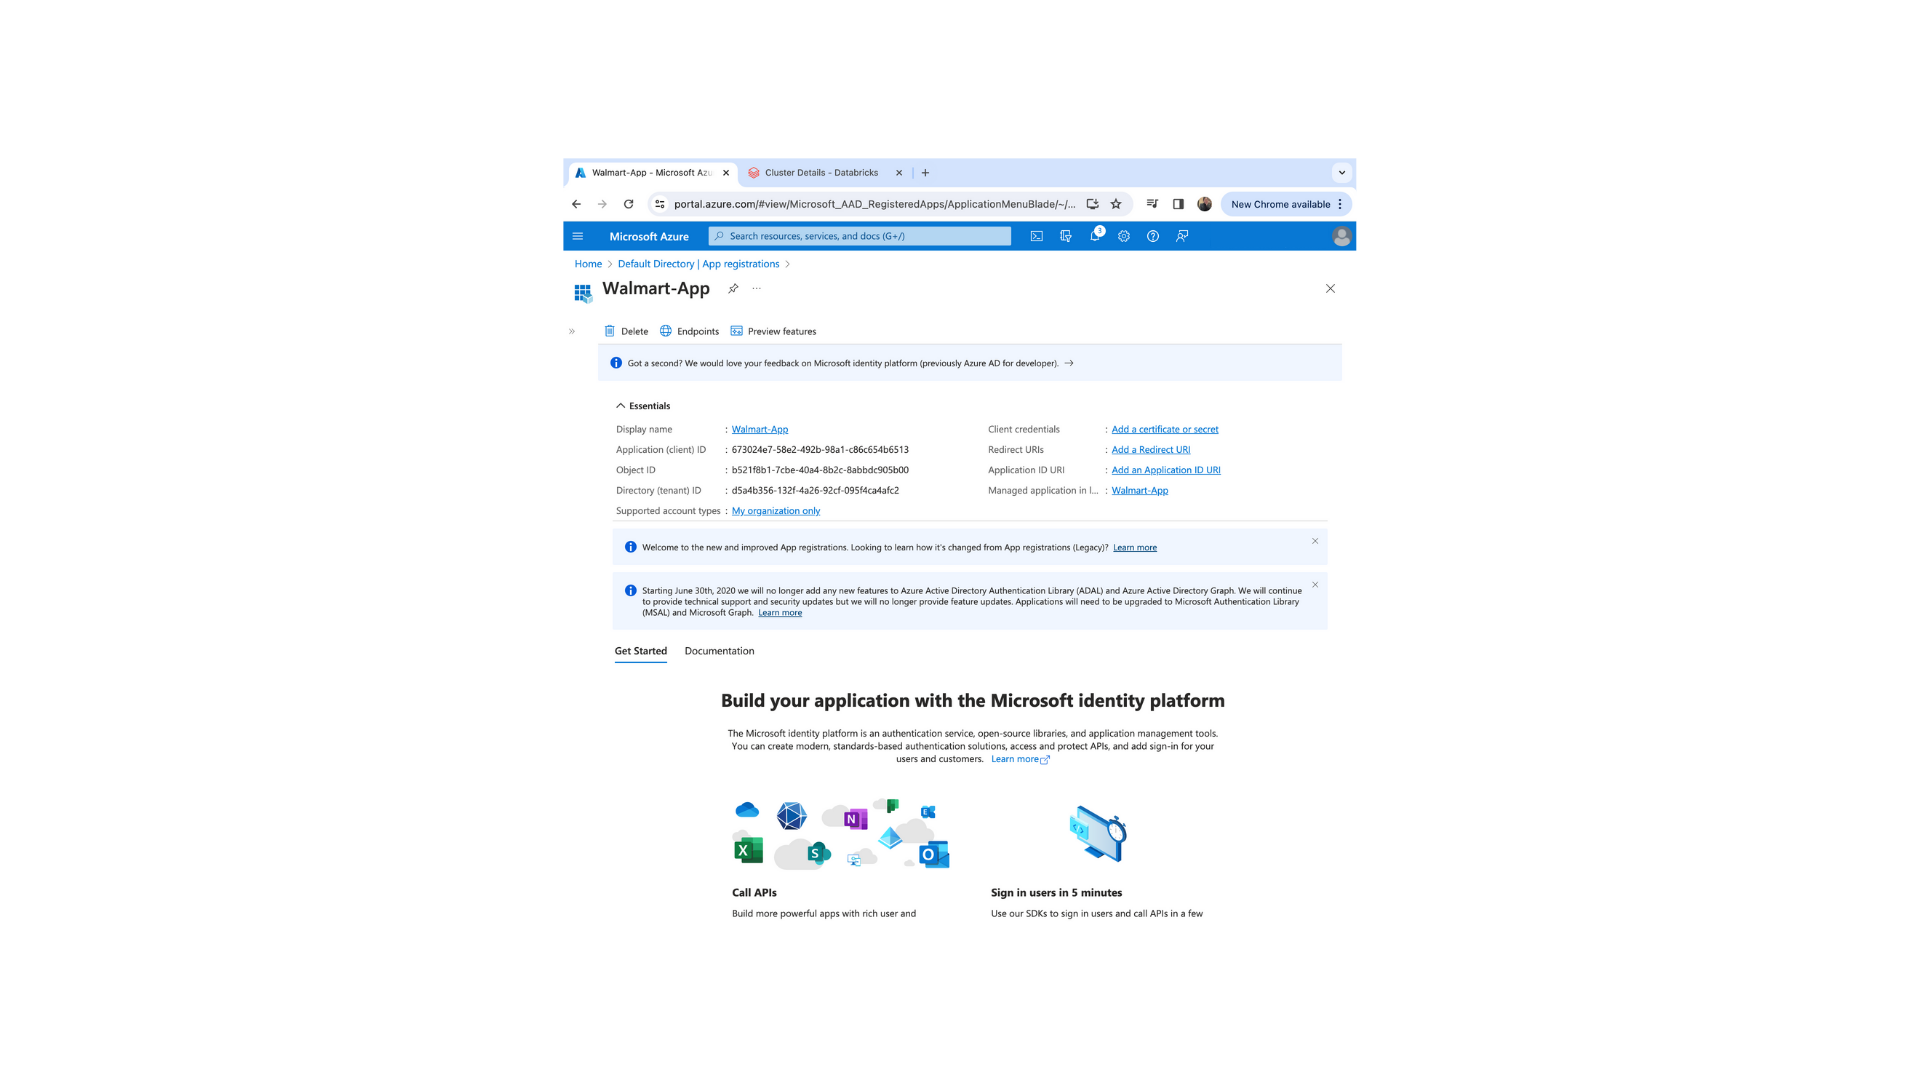 Walmart-App - Microsoft Azu
Cluster Details - Databricks
portal.azure.com/#view/Microsoft_AAD_RegisteredApps/ApplicationMenuBlade/~/...
New Chrome available
Microsoft Azure
Search resources, services, and docs (G+/)
3
Home > Default Directory | App registrations >
Walmart-App
...
Delete
Endpoints
Preview features
Got a second? We would love your feedback on Microsoft identity platform (previously Azure AD for developer). →
Essentials
Display name : Walmart-App
Application (client) ID : 673024e7-58e2-492b-98a1-c86c654b6513
Object ID : b521f8b1-7cbe-40a4-8b2c-8abbdc905b00
Directory (tenant) ID : d5a4b356-132f-4a26-92cf-095f4ca4afc2
Supported account types : My organization only
Client credentials : Add a certificate or secret
Redirect URIs : Add a Redirect URI
Application ID URI : Add an Application ID URI
Managed application in l... : Walmart-App
Welcome to the new and improved App registrations. Looking to learn how it's changed from App registrations (Legacy)? Learn more
Starting June 30th, 2020 we will no longer add any new features to Azure Active Directory Authentication Library (ADAL) and Azure Active Directory Graph. We will continue
to provide technical support and security updates but we will no longer provide feature updates. Applications will need to be upgraded to Microsoft Authentication Library
(MSAL) and Microsoft Graph. Learn more
Get Started
Documentation
Build your application with the Microsoft identity platform
The Microsoft identity platform is an authentication service, open-source libraries, and application management tools.
You can create modern, standards-based authentication solutions, access and protect APIs, and add sign-in for your
users and customers. Learn more
N
E
X
S
O
Call APIs
Build more powerful apps with rich user and
Sign in users in 5 minutes
Use our SDKs to sign in users and call APIs in a few